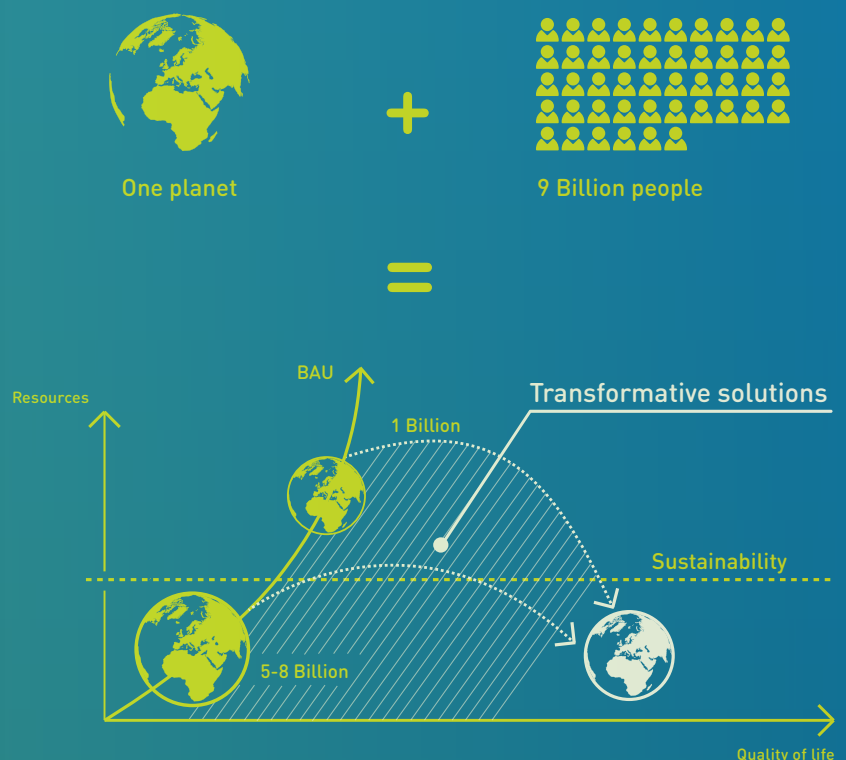 One planet
9 Billion people
BAU
Resources
Transformative solutions
1 Billion
Sustainability
5-8 Billion
Quality of life